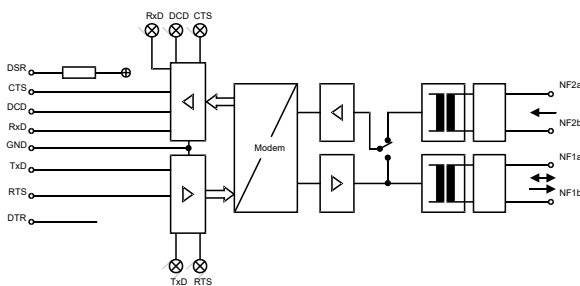 RxD DCD CTS
DSR
CTS
DCD
RxD
GND
TxD
RTS
DTR
Modem
NF2a
NF2b
NF1a
NF1b
TxD RTS